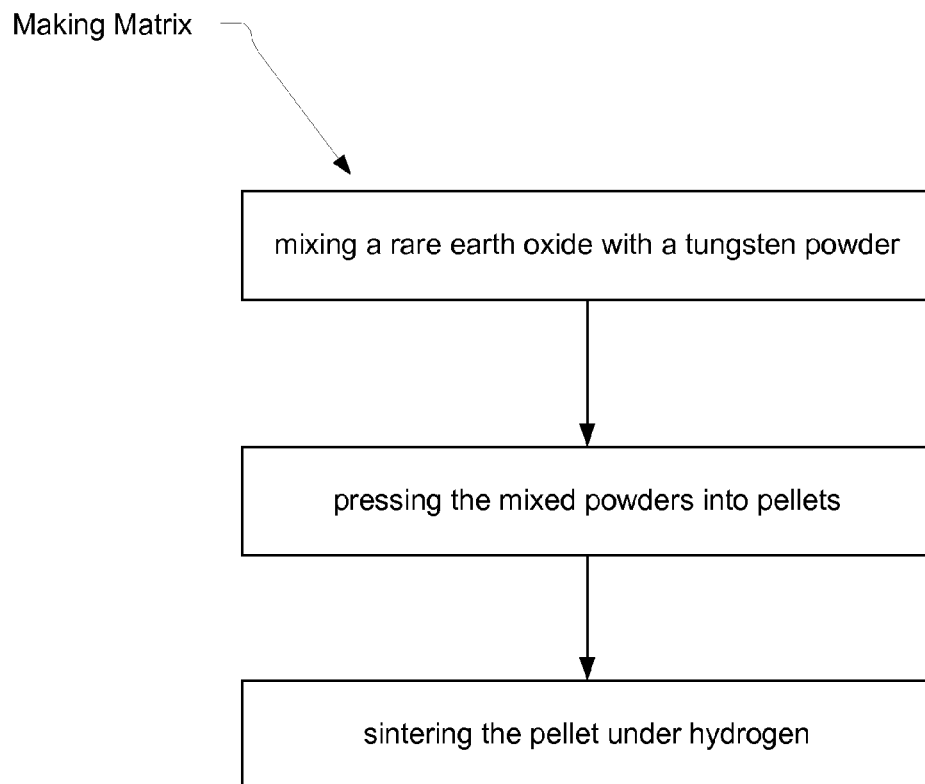 Making Matrix
mixing a rare earth oxide with a tungsten powder
pressing the mixed powders into pellets
sintering the pellet under hydrogen